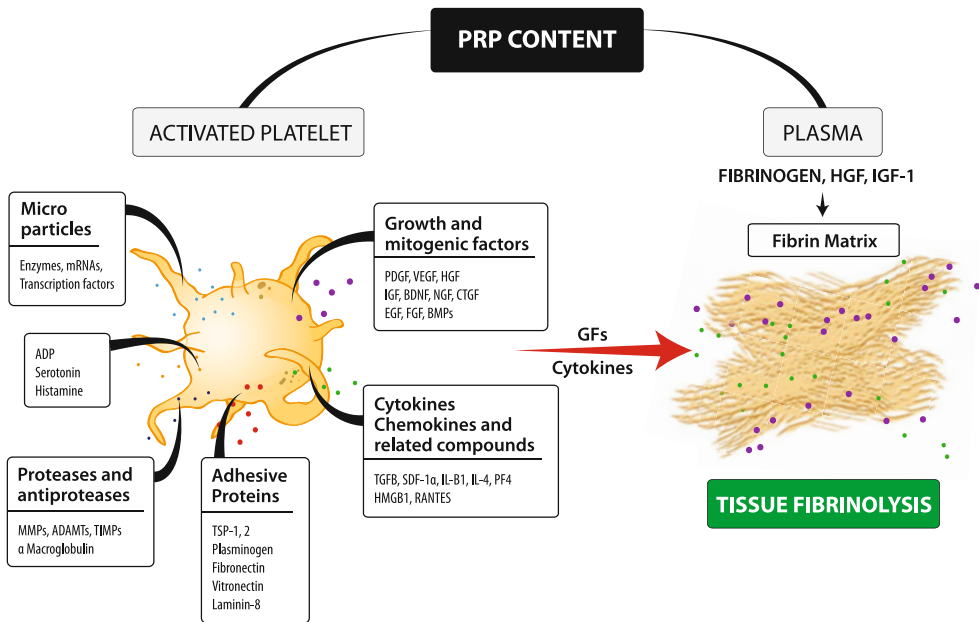 PRP CONTENT
ACTIVATED PLATELET
PLASMA
FIBRINOGEN, HGF, IGF-1
Fibrin Matrix
Micro
particles
Enzymes, mRNAs,
Transcription factors
Growth and
mitogenic factors
PDGF, VEGF, HGF
IGF, BDNF, NGF, CTGF
EGF, FGF, BMPs
ADP
Serotonin
Histamine
GFs
Cytokines
Cytokines
Chemokines and
related compounds
TGFB, SDF-1α, IL-B1, IL-4, PF4
HMGB1, RANTES
Proteases and
antiproteases
MMPs, ADAMTs, TIMPs
α Macroglobulin
Adhesive
Proteins
TSP-1, 2
Plasminogen
Fibronectin
Vitronectin
Laminin-8
TISSUE FIBRINOLYSIS